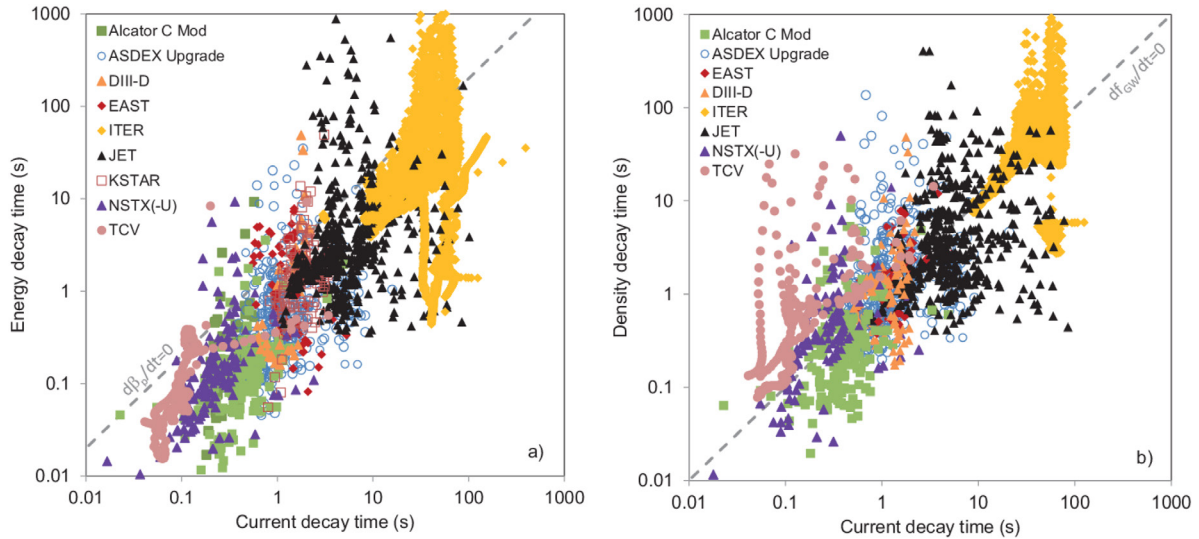 1000
100
10
1
0.1
0.01
Energy decay time (s)
Alcator C Mod
ASDEX Upgrade
DIII-D
EAST
ITER
JET
KSTAR
NSTX(-U)
TCV
dβp/dt=0
a)
0.01 0.1 1 10 100 1000
Current decay time (s)
1000
100
10
1
0.1
0.01
Density decay time (s)
Alcator C Mod
ASDEX Upgrade
EAST
DIII-D
ITER
JET
NSTX(-U)
TCV
dfGW/dt=0
b)
0.01 0.1 1 10 100 1000
Current decay time (s)